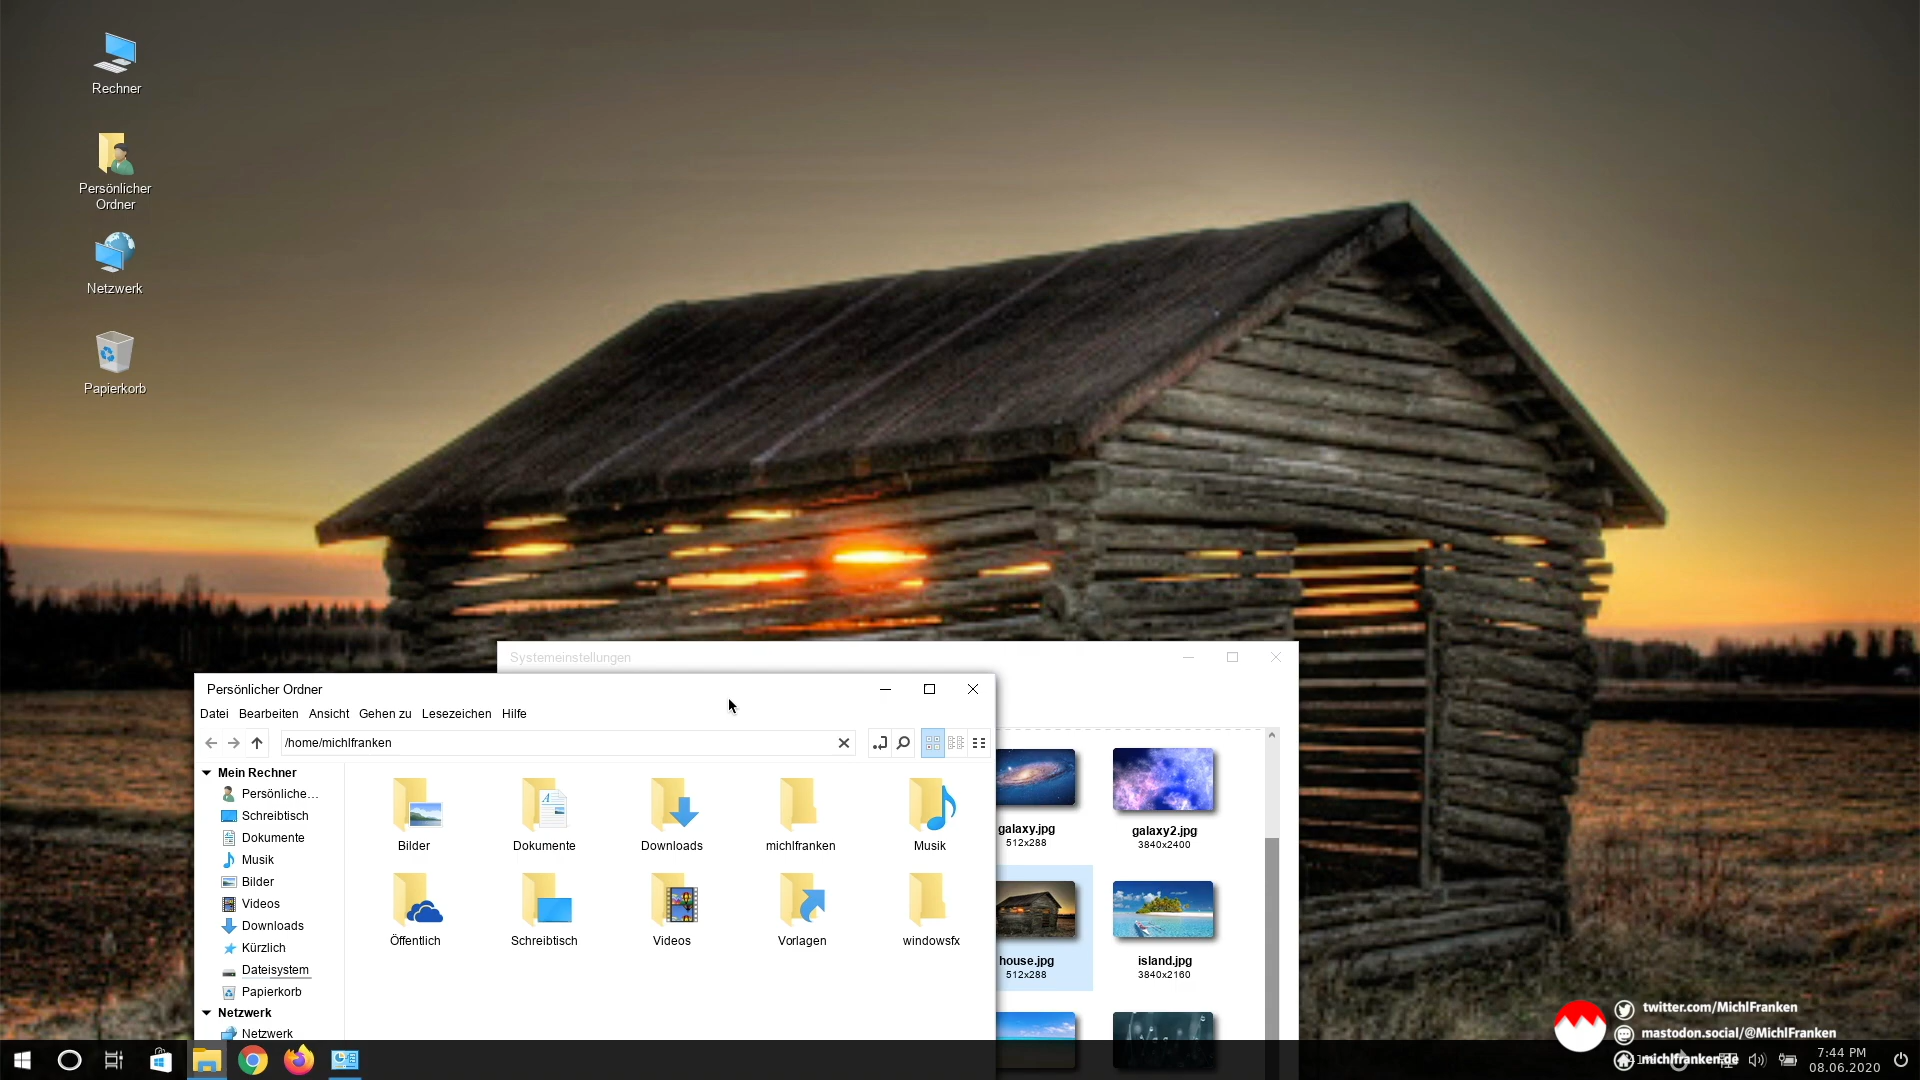 Rechner
Persönlicher
Ordner
Netzwerk
Papierkorb
Systemeinstellungen
Persönlicher Ordner
Datei Bearbeiten Ansicht Gehen zu Lesezeichen Hilfe
/home/michlfranken
Mein Rechner
Persönliche...
Schreibtisch
Dokumente
Musik
Bilder
Videos
Downloads
Kürzlich
Dateisystem
Papierkorb
Netzwerk
Netzwerk
Bilder Dokumente Downloads michlfranken Musik
Öffentlich Schreibtisch Videos Vorlagen windowsfx
galaxy.jpg
512x288
galaxy2.jpg
3840x2400
house.jpg
512x288
island.jpg
3840x2160
twitter.com/MichlFranken
mastodon.social/@MichlFranken
michlfranken.de
7:44 PM
08.06.2020